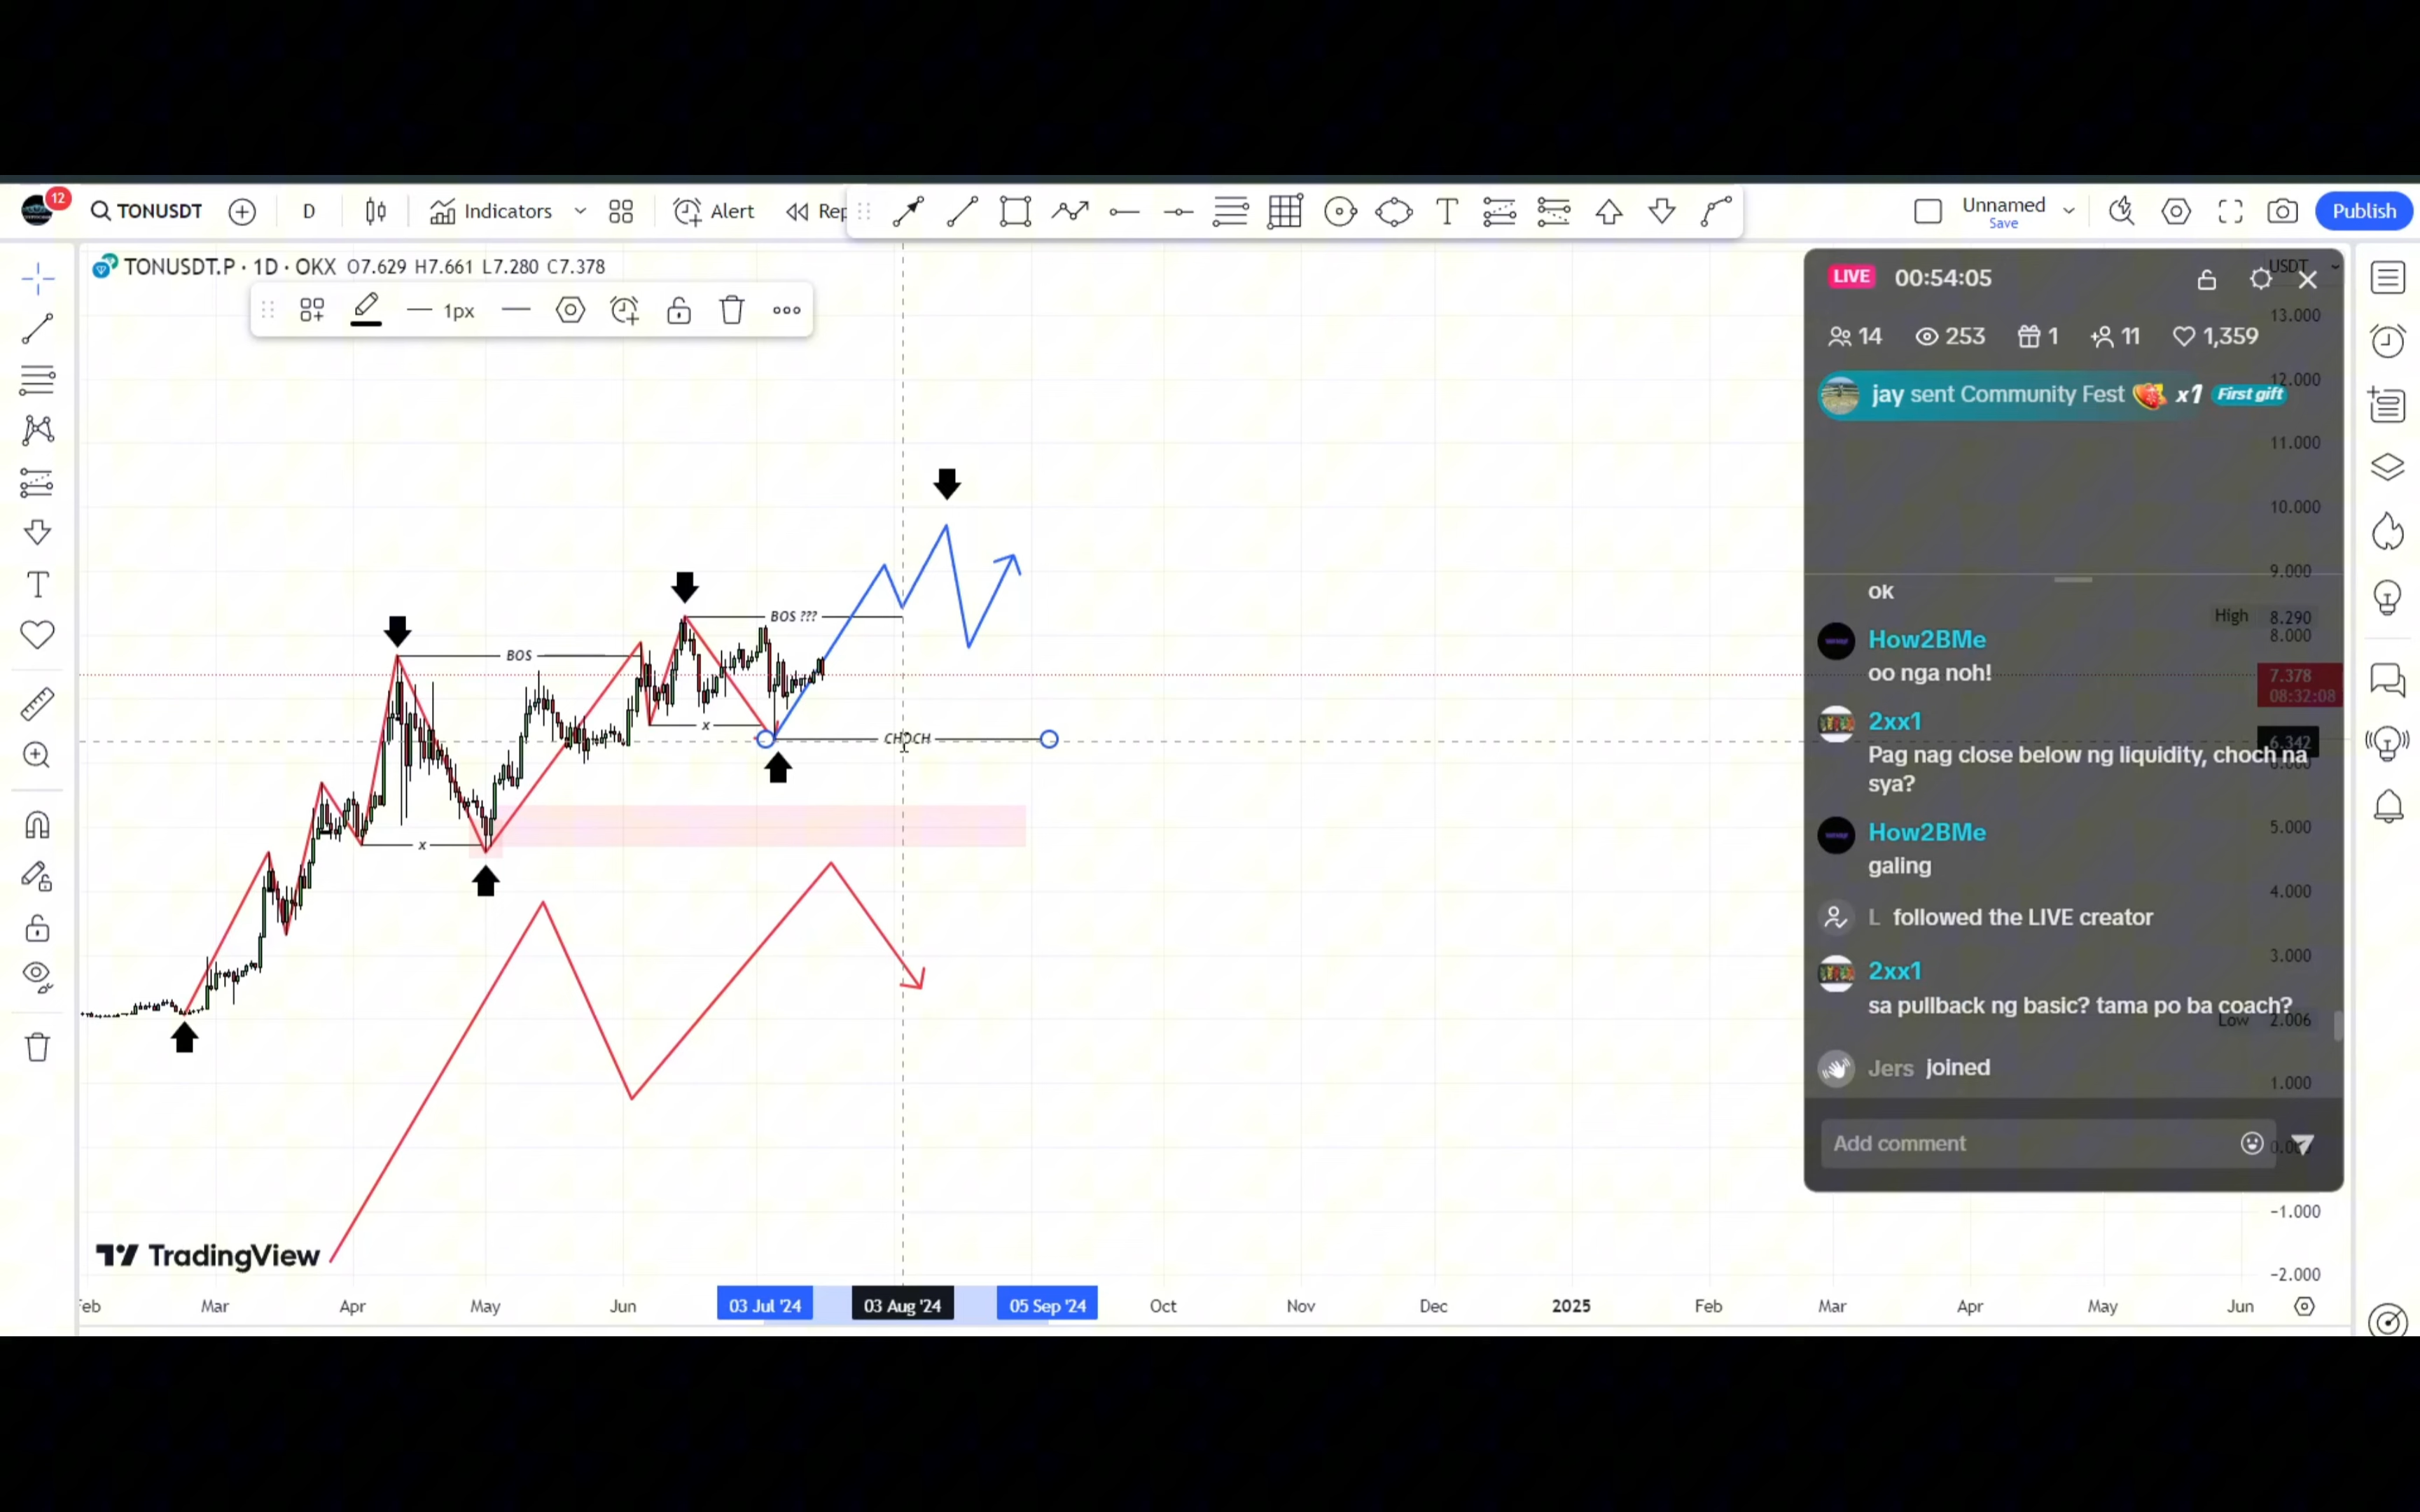 12
TONUSDT
D
Indicators
Alert
Rep
Unnamed
Save
Publish
TONUSDT.P · 1D · OKX O7.629 H7.661 L7.280 C7.378
1px
BOS
BOS ???
x
CHOCH
x
USDT
13.000
12.000
11.000
10.000
9.000
High 8.290
8.000
7.378
08:32:08
6.342
6.000
5.000
4.000
3.000
Low 2.006
1.000
-1.000
-2.000
LIVE 00:54:05
14 253 1 11 1,359
jay sent Community Fest x1 First gift
ok
How2BMe
oo nga noh!
2xx1
Pag nag close below ng liquidity, choch na
sya?
How2BMe
galing
L followed the LIVE creator
2xx1
sa pullback ng basic? tama po ba coach?
Jers joined
Add comment
TradingView
Mar Apr May Jun 03 Jul '24 03 Aug '24 05 Sep '24 Oct Nov Dec 2025 Feb Mar Apr May Jun